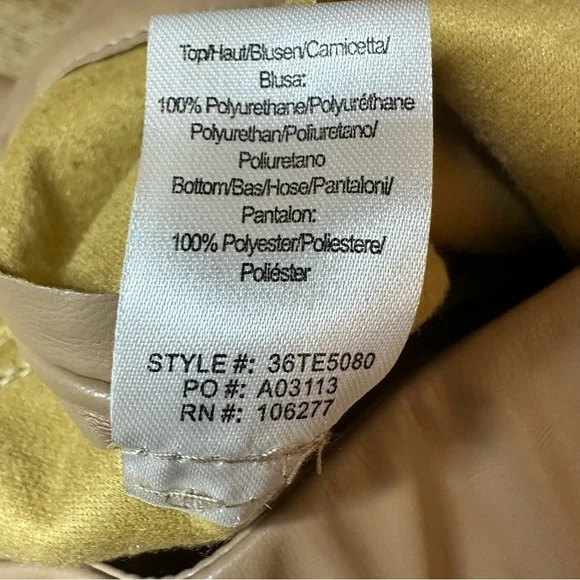 Top/Haut/Blusen/Camicetta/
Blusa:
100% Polyurethane/Polyuréthane
Polyurethan/Poliuretano/
Poliuretano
Bottom/Bas/Hose/Pantaloni/
Pantalon:
100% Polyester/Poliestere/
Poliéster
STYLE #: 36TE5080
PO #: A03113
RN #: 106277